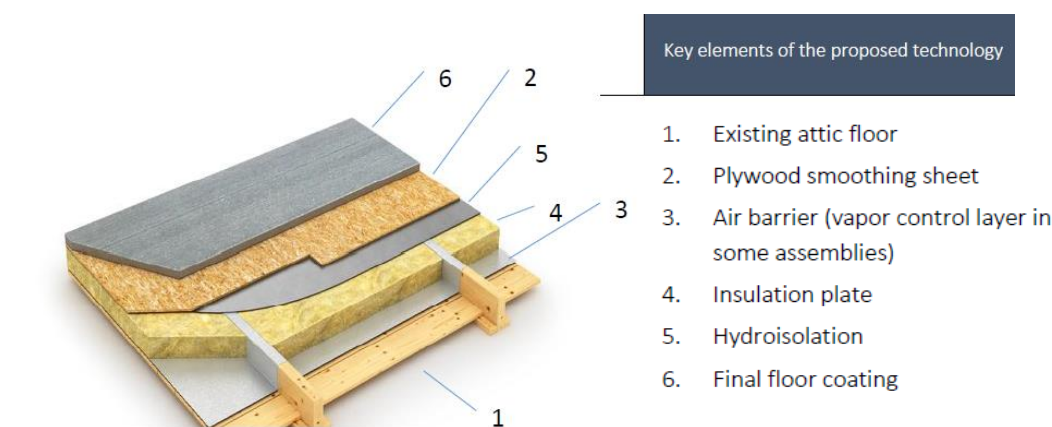 Key elements of the proposed technology
6
2
5
4
3
1
1. Existing attic floor
2. Plywood smoothing sheet
3. Air barrier (vapor control layer in
some assemblies)
4. Insulation plate
5. Hydroisolation
6. Final floor coating